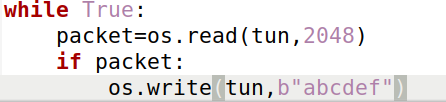 while True:
    packet=os.read(tun,2048)
    if packet:
        os.write(tun,b"abcdef")